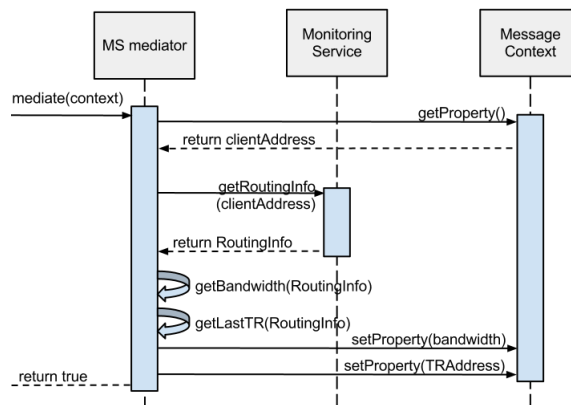 MS mediator
Monitoring
Service
Message
Context
mediate(context)
getProperty()
return clientAddress
getRoutingInfo
(clientAddress)
return RoutingInfo
getBandwidth(RoutingInfo)
getLastTR(RoutingInfo)
setProperty(bandwidth)
setProperty(TRAddress)
return true